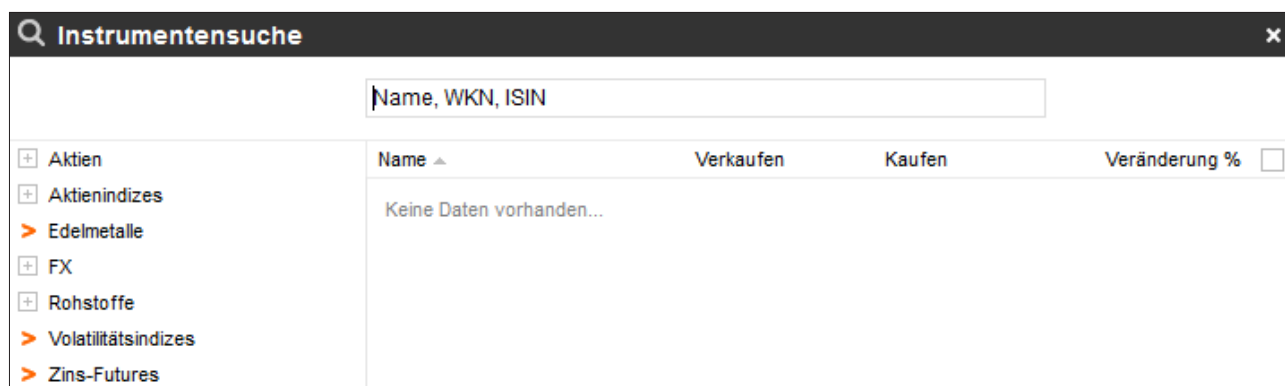 Instrumentensuche
Name, WKN, ISIN
Name Verkaufen Kaufen Veränderung %
Keine Daten vorhanden...
Aktien
Aktienindizes
Edelmetalle
FX
Rohstoffe
Volatilitätsindizes
Zins-Futures